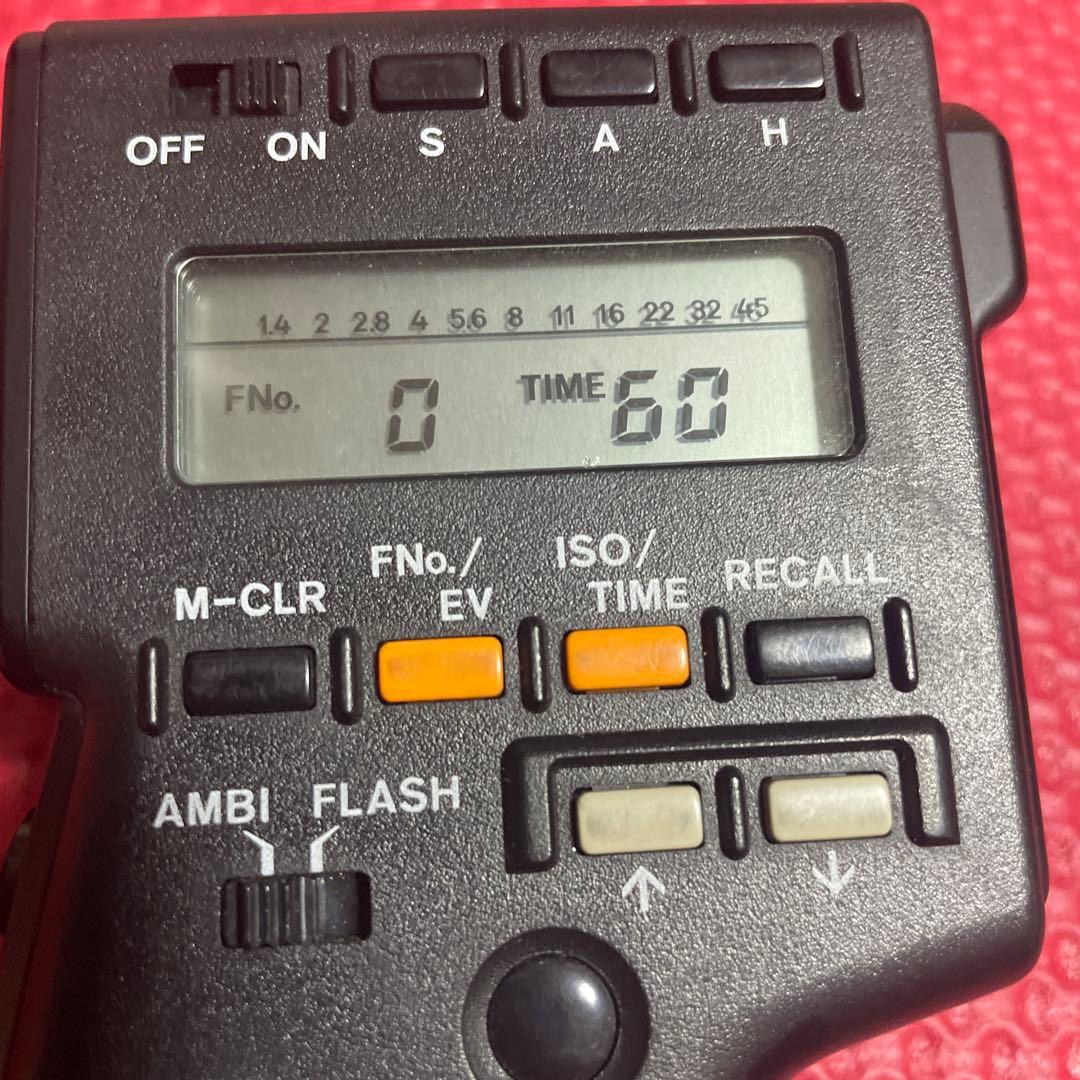 OFF ON S A H
1.4 2 2.8 4 5.6 8 11 16 22 32 45
FNo. 0 TIME 60
M-CLR FNo./ EV ISO/ TIME RECALL
AMBI FLASH
↑ ↓